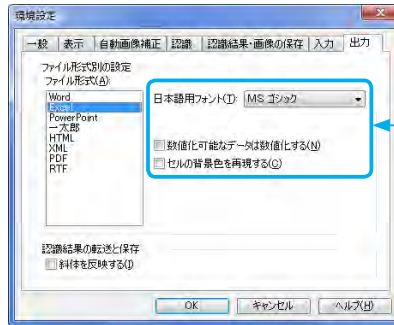 環境設定
一般 表示 自動画像補正 認識 認識結果・画像の保存 入力 出力
ファイル形式別の設定
ファイル形式(A):
Word
Excel
PowerPoint
一太郎
HTML
XML
PDF
RTF
日本語用フォント(T): MS ゴシック
数値化可能なデータは数値化する(N)
セルの背景色を再現する(G)
認識結果の転送と保存
斜体を反映する(I)
OK キャンセル ヘルプ(H)